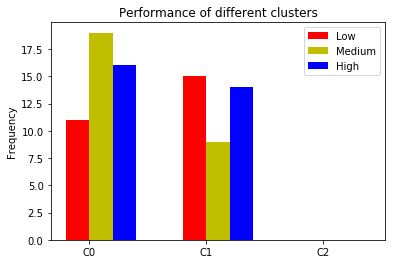 Performance of different clusters
Low
Medium
High
Frequency
17.5
15.0
12.5
10.0
7.5
5.0
2.5
0.0
C0 C1 C2